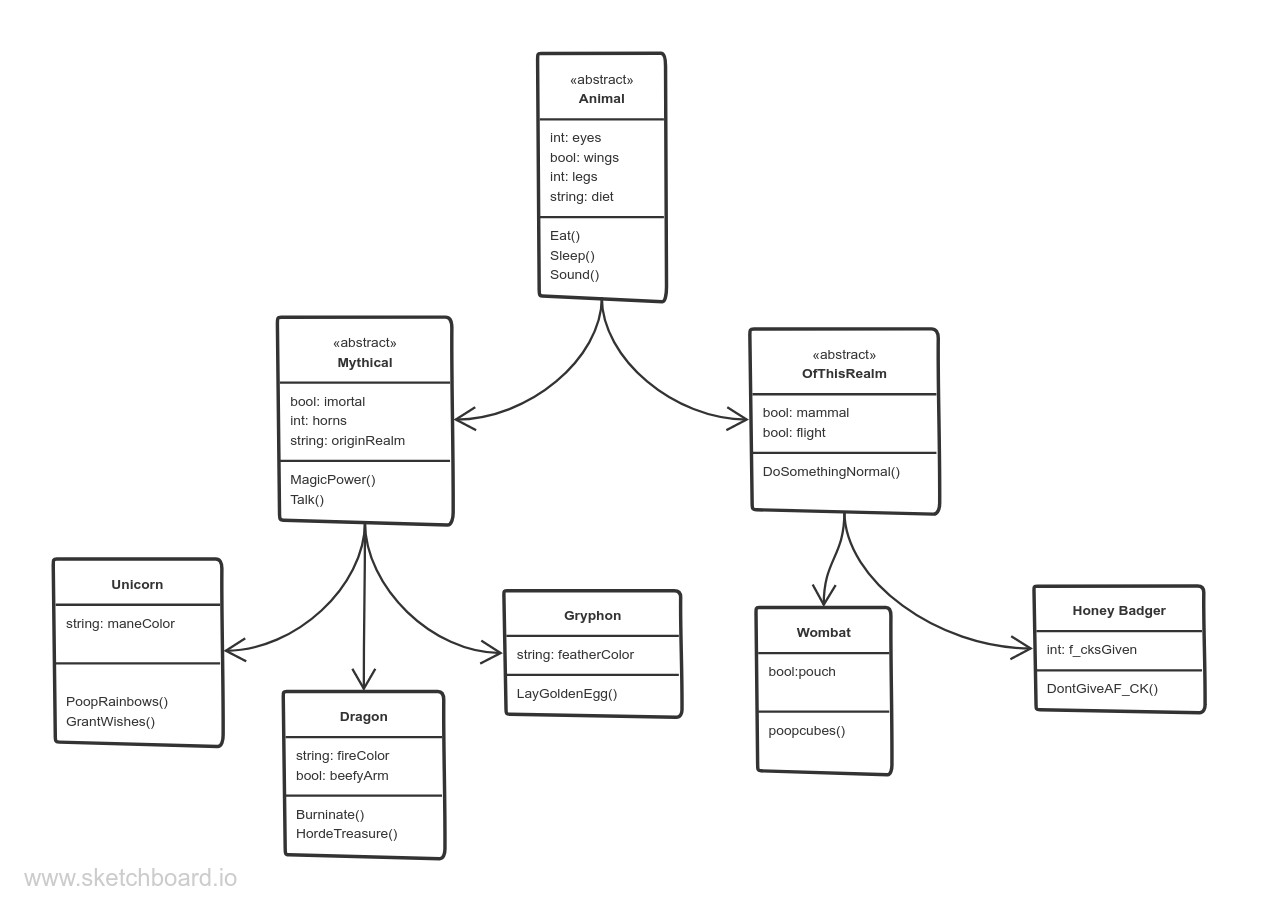 «abstract»
Animal
int: eyes
bool: wings
int: legs
string: diet
Eat()
Sleep()
Sound()
«abstract»
Mythical
bool: imortal
int: horns
string: originRealm
MagicPower()
Talk()
«abstract»
OfThisRealm
bool: mammal
bool: flight
DoSomethingNormal()
Unicorn
string: maneColor
PoopRainbows()
GrantWishes()
Dragon
string: fireColor
bool: beefyArm
Burninate()
HordeTreasure()
Gryphon
string: featherColor
LayGoldenEgg()
Wombat
bool:pouch
poopcubes()
Honey Badger
int: f_cksGiven
DontGiveAF_CK()
www.sketchboard.io